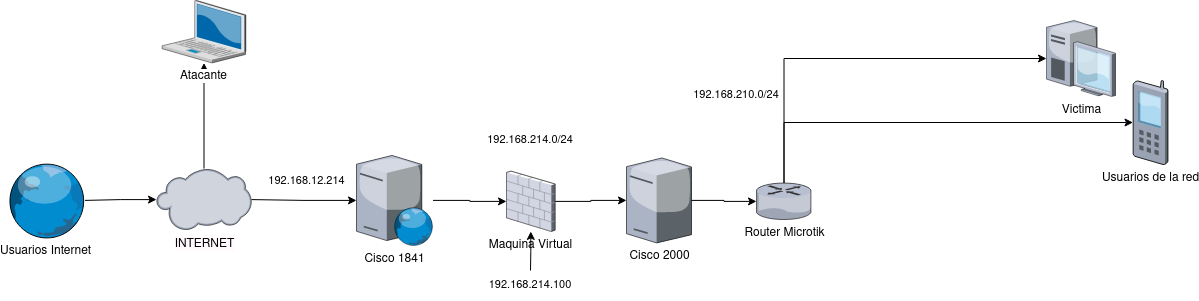 Atacante
192.168.210.0/24
Victima
192.168.214.0/24
Usuarios de la red
192.168.12.214
Usuarios Internet
INTERNET
Cisco 1841
Maquina Virtual
Cisco 2000
Router Microtik
192.168.214.100